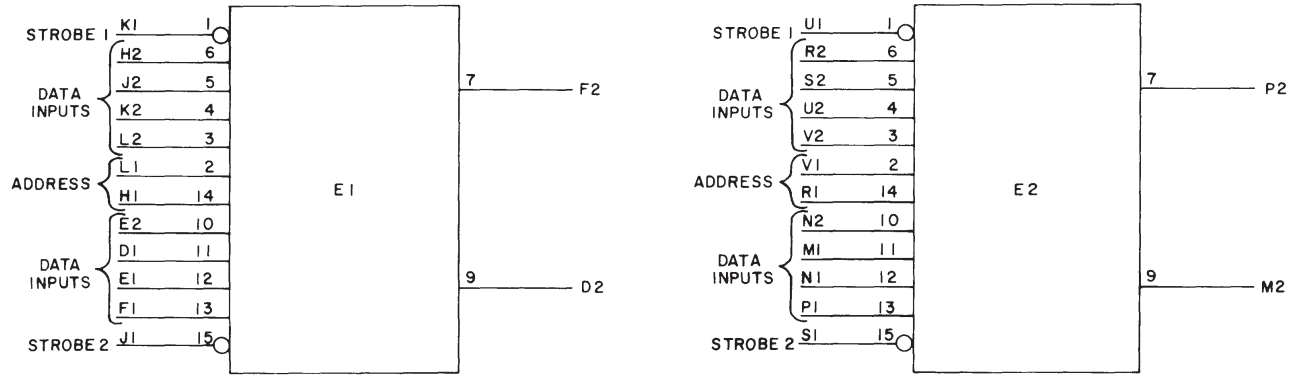 STROBE 1 K1 1
H2 6
J2 5
DATA INPUTS
K2 4
L2 3
L1 2
ADDRESS
H1 14
E2 10
D1 11
DATA INPUTS
E1 12
F1 13
STROBE 2 J1 15
E1
7 F2
9 D2
STROBE 1 U1 1
R2 6
S2 5
DATA INPUTS
U2 4
V2 3
V1 2
ADDRESS
R1 14
N2 10
M1 11
DATA INPUTS
N1 12
P1 13
STROBE 2 S1 15
E2
7 P2
9 M2